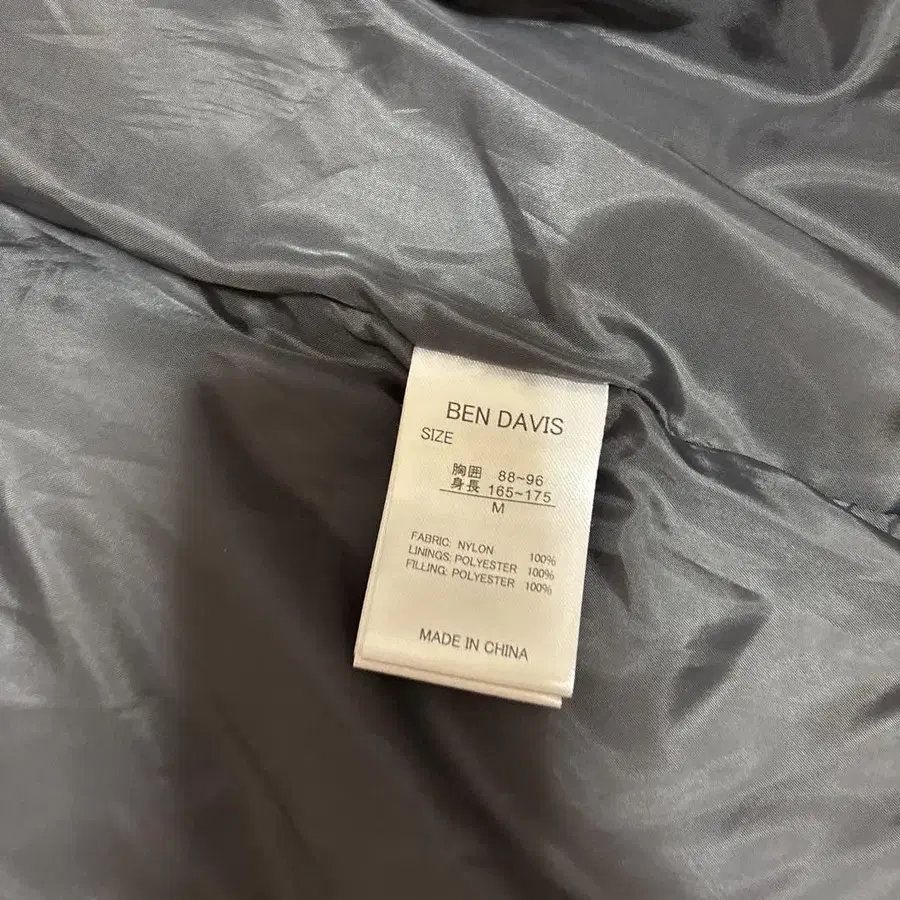 BEN DAVIS
SIZE
胸囲 88~96
身長 165~175
M
FABRIC: NYLON 100%
LININGS: POLYESTER 100%
FILLING: POLYESTER 100%
MADE IN CHINA